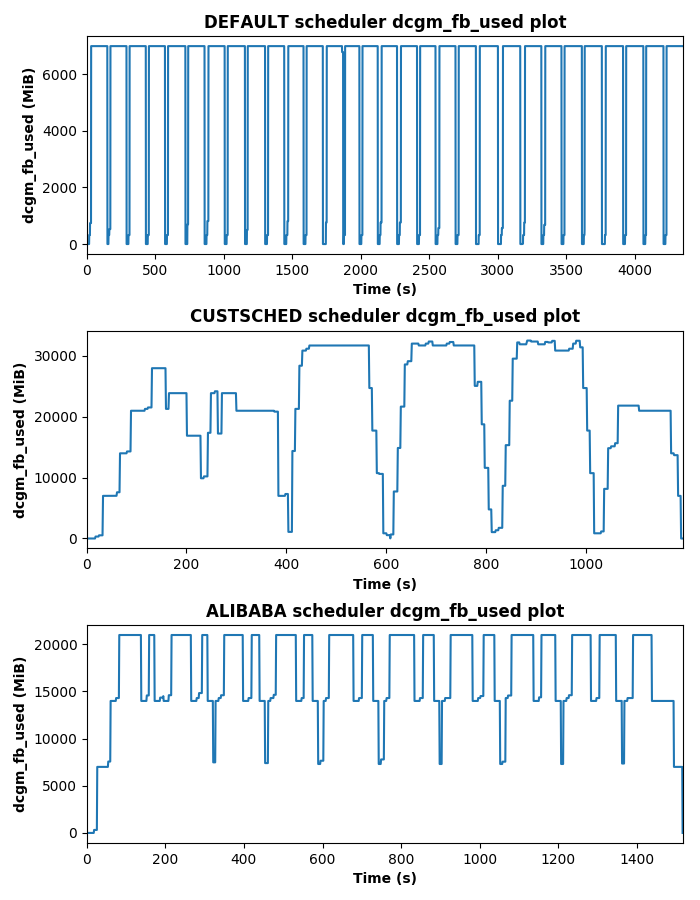 DEFAULT scheduler dcgm_fb_used plot
dcgm_fb_used (MiB)
6000
4000
2000
0
0 500 1000 1500 2000 2500 3000 3500 4000
Time (s)
CUSTSCHED scheduler dcgm_fb_used plot
dcgm_fb_used (MiB)
30000
20000
10000
0
0 200 400 600 800 1000
Time (s)
ALIBABA scheduler dcgm_fb_used plot
dcgm_fb_used (MiB)
20000
15000
10000
5000
0
0 200 400 600 800 1000 1200 1400
Time (s)